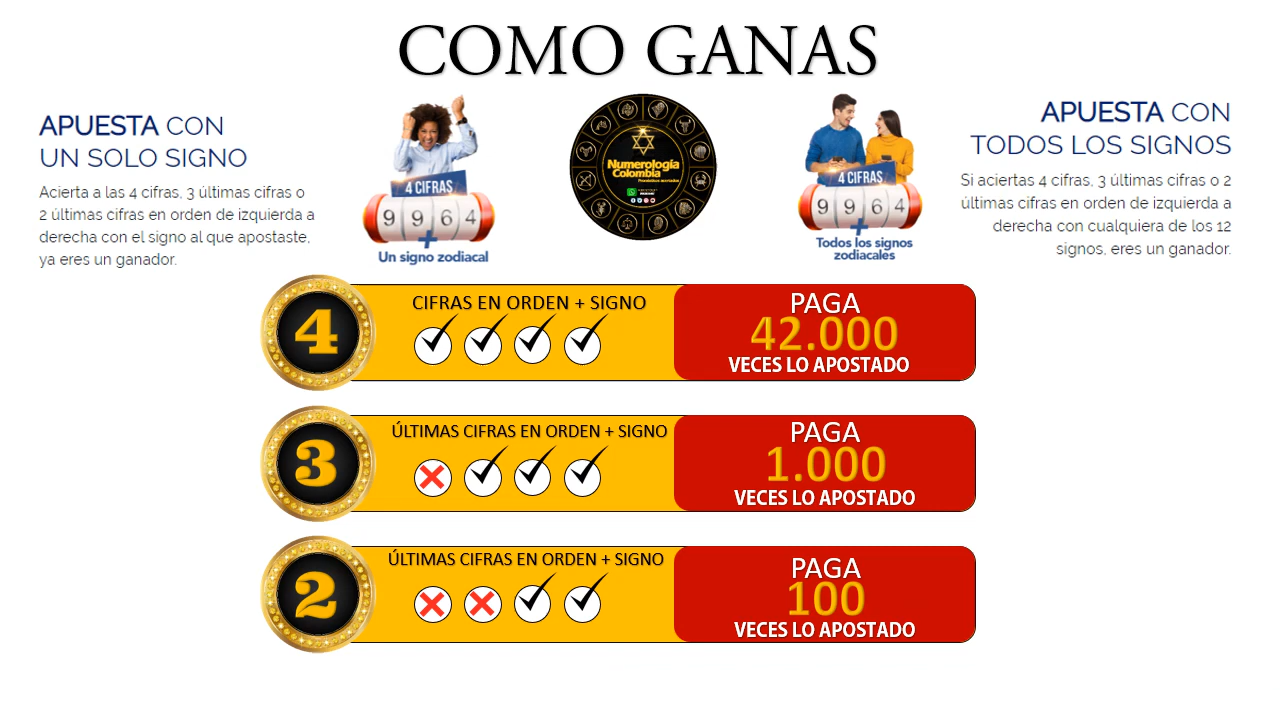 COMO GANAS
APUESTA CON
UN SOLO SIGNO
Acierta a las 4 cifras, 3 últimas cifras o
2 últimas cifras en orden de izquierda a
derecha con el signo al que apostaste,
ya eres un ganador.
4 CIFRAS
9 9 6 4
+
Un signo zodiacal
Numerología
Colombia
4 CIFRAS
9 9 6 4
+
Todos los signos
zodiacales
APUESTA CON
TODOS LOS SIGNOS
Si aciertas 4 cifras, 3 últimas cifras o 2
últimas cifras en orden de izquierda a
derecha con cualquiera de los 12
signos, eres un ganador.
4
CIFRAS EN ORDEN + SIGNO
PAGA
42.000
VECES LO APOSTADO
3
ÚLTIMAS CIFRAS EN ORDEN + SIGNO
PAGA
1.000
VECES LO APOSTADO
2
ÚLTIMAS CIFRAS EN ORDEN + SIGNO
PAGA
100
VECES LO APOSTADO